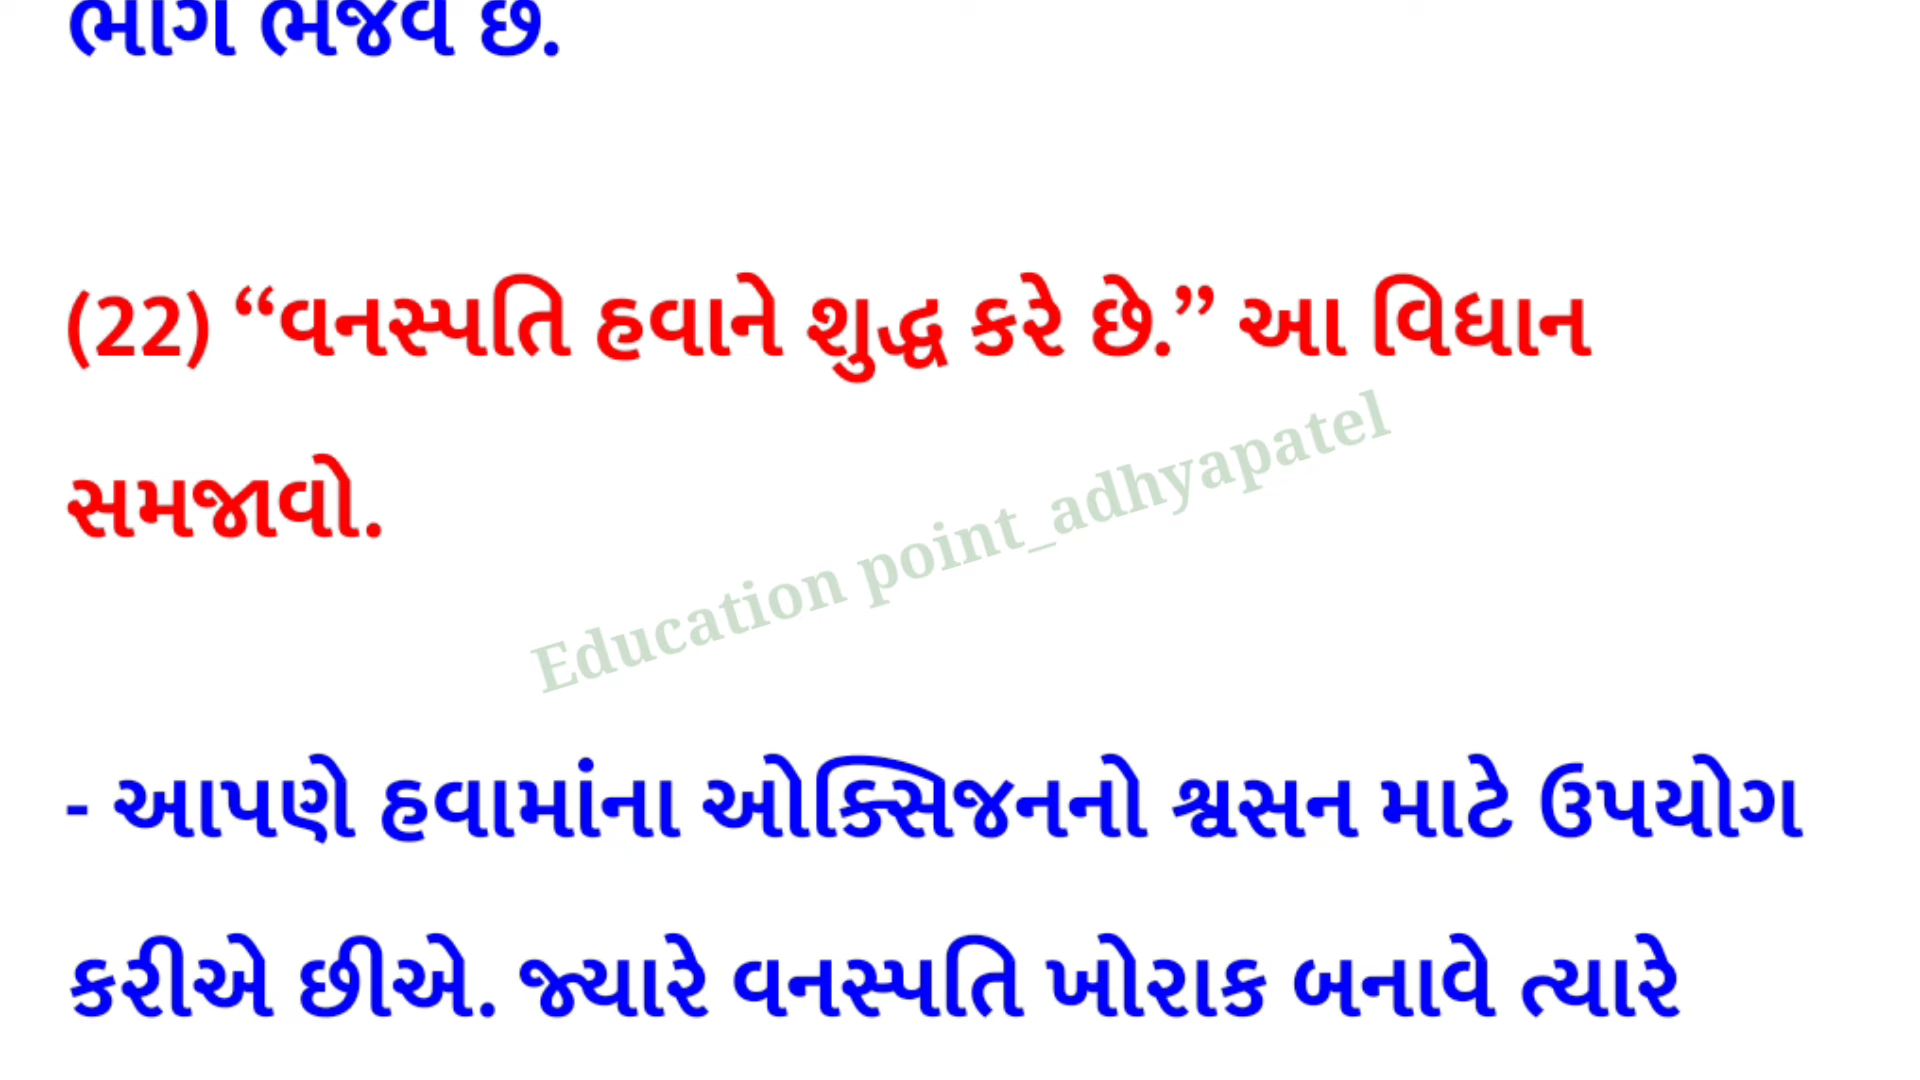 ભાગ ભજવે છે.
(22) “વનસ્પતિ હવાને શુદ્ધ કરે છે.” આ વિધાન
સમજાવો.
Education point_adhyapatel
- આપણે હવામાંના ઓક્સિજનનો શ્વસન માટે ઉપયોગ
કરીએ છીએ. જ્યારે વનસ્પતિ ખોરાક બનાવે ત્યારે